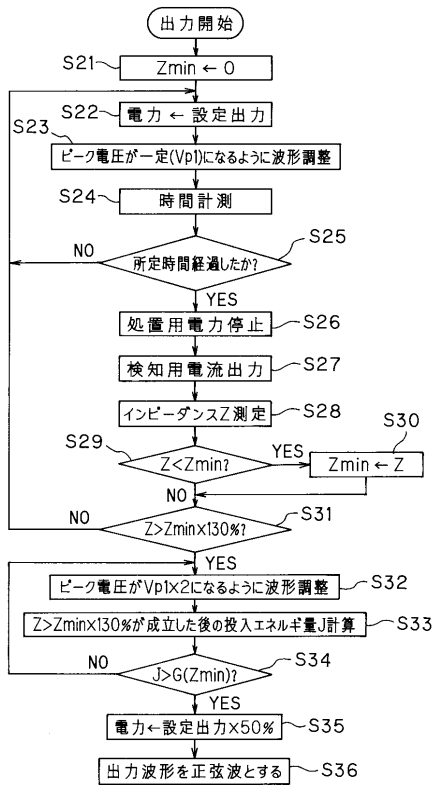 出力開始
S21
Zmin ← 0
S22
電力 ← 設定出力
S23
ピーク電圧が一定(Vp1)になるように波形調整
S24
時間計測
S25
所定時間経過したか?
NO
YES
処置用電力停止
S26
検知用電流出力
S27
インピーダンスZ測定
S28
S29
Z<Zmin?
YES
S30
Zmin ← Z
NO
Z>Zmin×130%?
S31
NO
YES
ピーク電圧がVp1×2になるように波形調整
S32
Z>Zmin×130%が成立した後の投入エネルギ量J計算
S33
J>G(Zmin)?
S34
NO
YES
電力←設定出力×50%
S35
出力波形を正弦波とする
S36